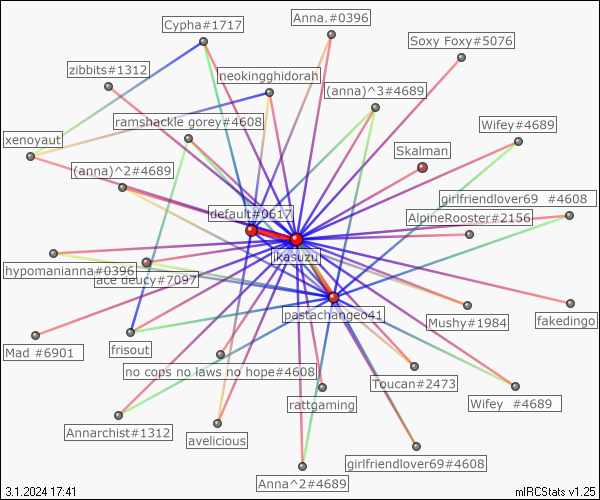 Cypha#1717
Anna.#0396
Soxy Foxy#5076
zibbits#1312
neokingghidorah
(anna)^3#4689
ramshackle gorey#4608
Wifey#4689
xenoyaut
Skalman
(anna)^2#4689
girlfriendlover69 #4608
default#0617
AlpineRooster#2156
ikasuzu
hypomanianna#0396
ace deucy#7097
pastachange041
Mushy#1984
fakedingo
Mad #6901
frisout
no cops no laws no hope#4608
Toucan#2473
rattgaming
Wifey #4689
Annarchist#1312
avelicious
girlfriendlover69#4608
Anna^2#4689
3.1.2024 17:41
mIRCStats v1.25